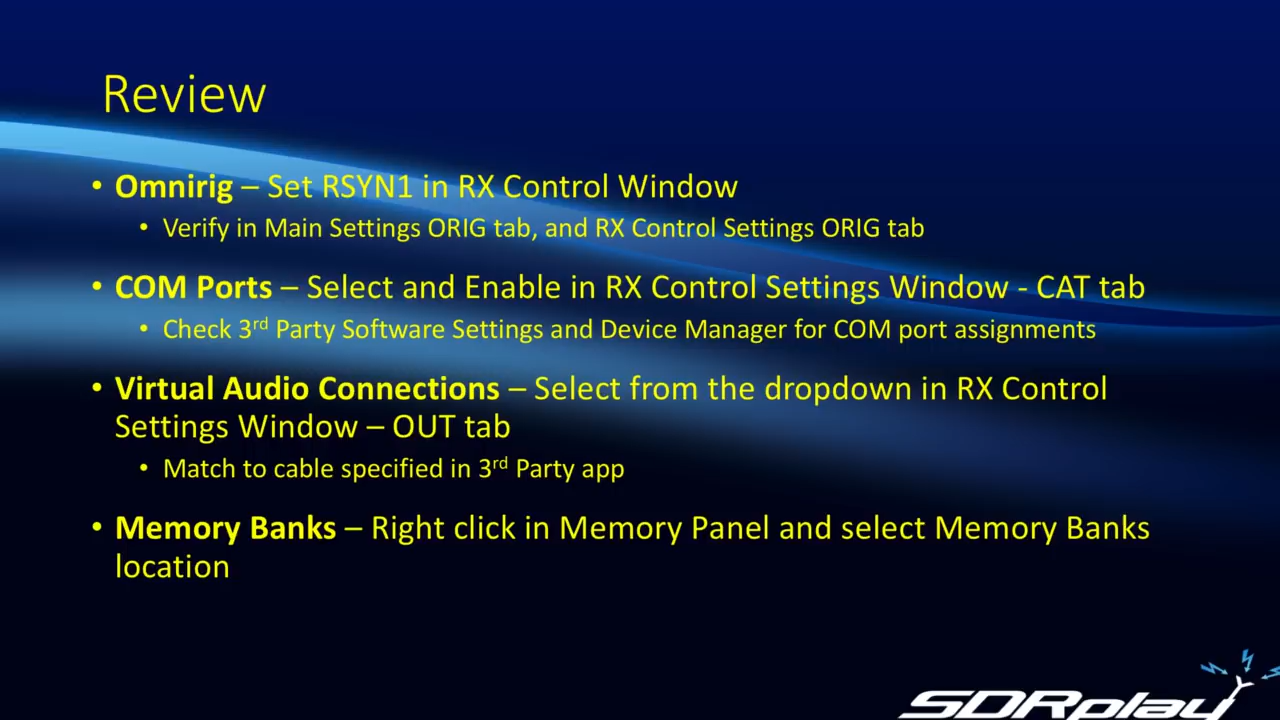 Review
• Omnirig – Set RSYN1 in RX Control Window
• Verify in Main Settings ORIG tab, and RX Control Settings ORIG tab
• COM Ports – Select and Enable in RX Control Settings Window - CAT tab
• Check 3rd Party Software Settings and Device Manager for COM port assignments
• Virtual Audio Connections – Select from the dropdown in RX Control
Settings Window – OUT tab
• Match to cable specified in 3rd Party app
• Memory Banks – Right click in Memory Panel and select Memory Banks
location
SDRplay